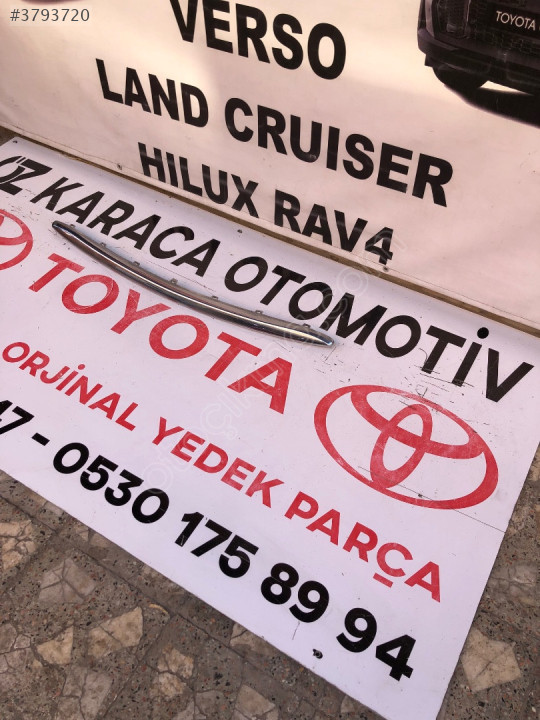 #3793720
TOYOTA
VERSO
LAND CRUISER
HILUX RAV4
ÖZ KARACA OTOMOTİV
TOYOTA
ORJİNAL YEDEK PARÇA
47 - 0530 175 89 94